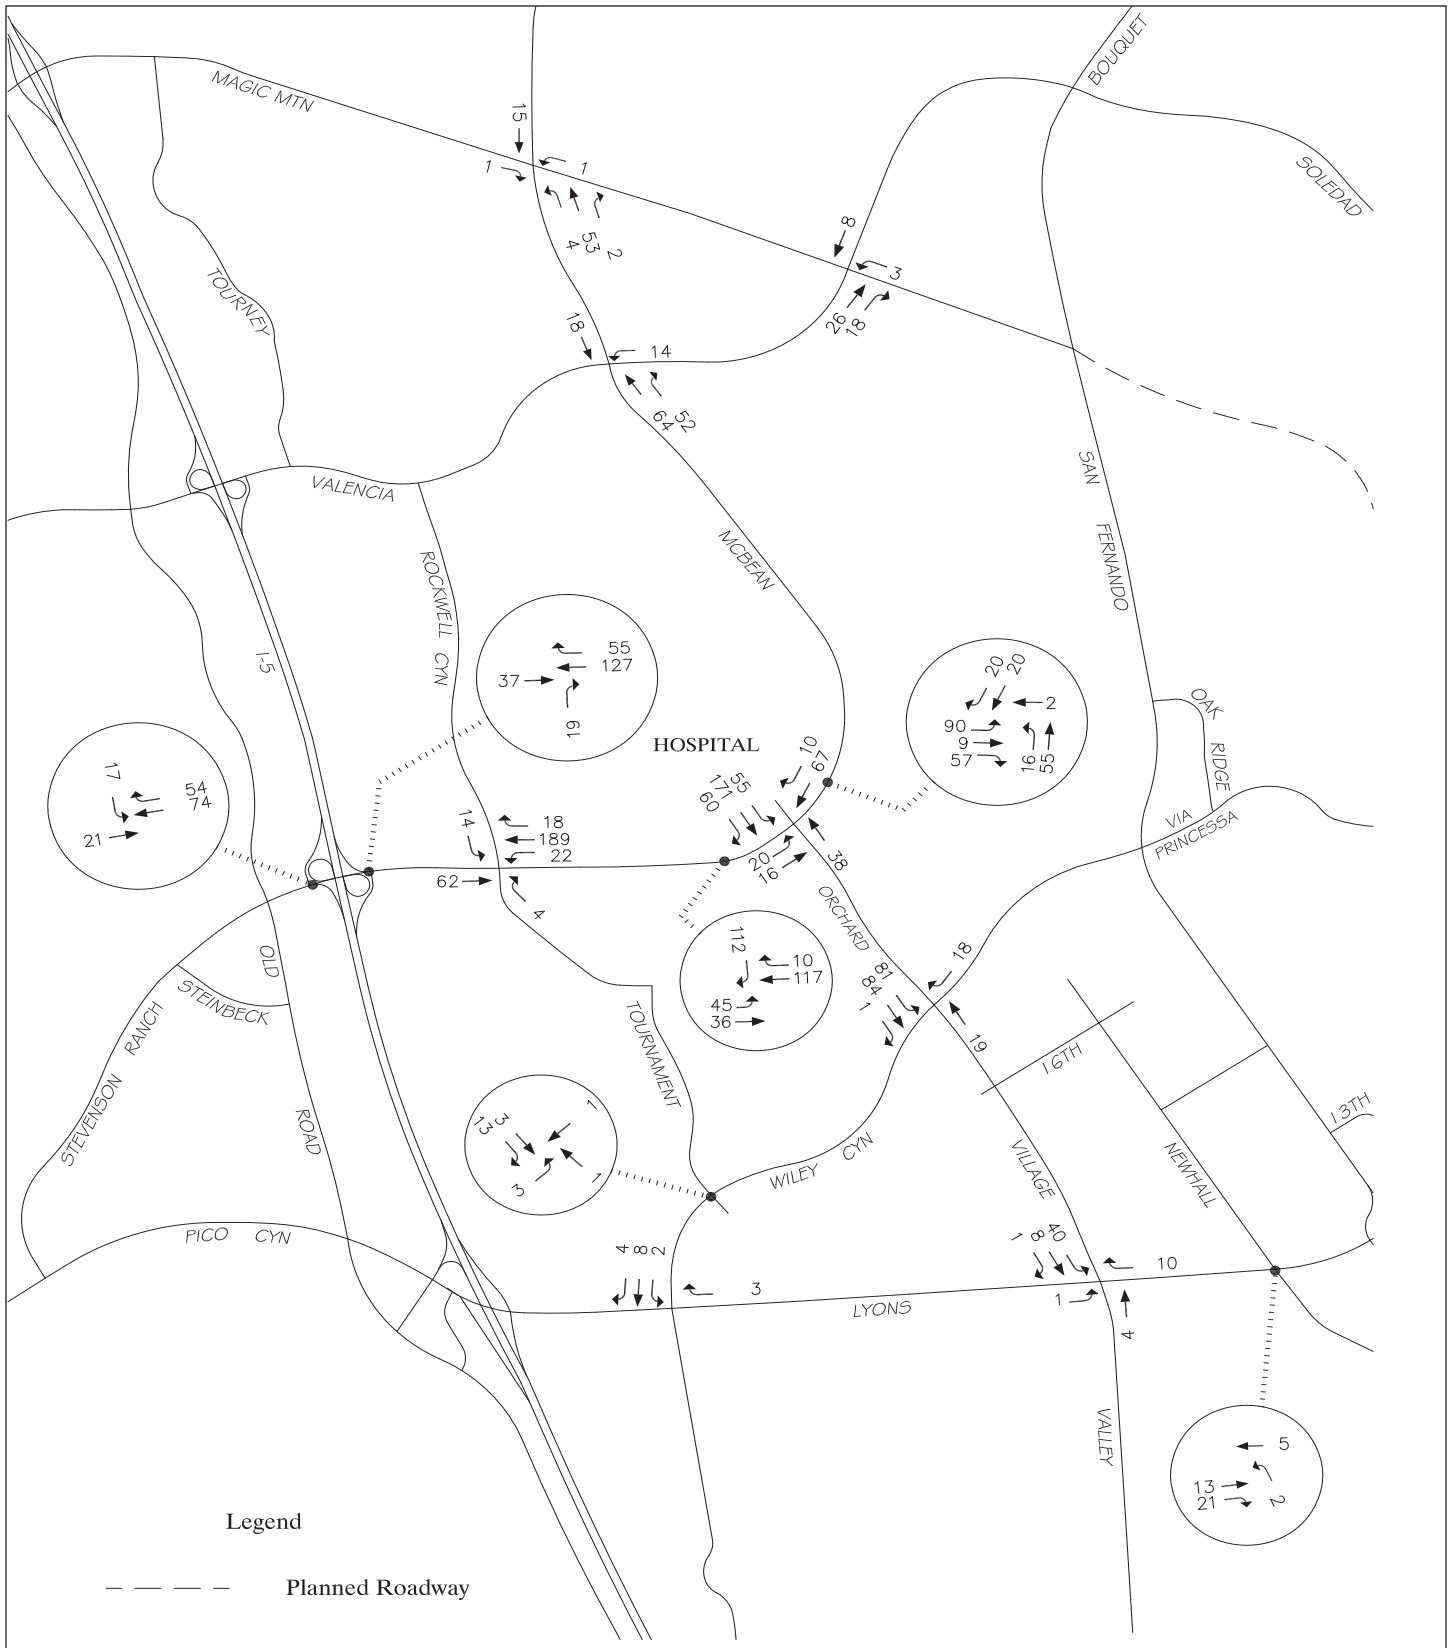 BOUQUET
MAGIC MTN
15
1
1
4
53
2
SOLEDAD
8
3
26
18
TOURNEY
18
14
64
52
SAN
FERNANDO
VALENCIA
MCBEAN
ROCKWELL CYN
I-5
55
127
37
19
20
20
2
90
9
57
16
55
OAK
RIDGE
HOSPITAL
10
67
55
171
60
17
54
74
21
14
18
189
22
62
4
20
16
38
VIA
PRINCESSA
ORCHARD
112
10
117
45
36
18
81
84
1
19
OLD
ROAD
STEINBECK
STEVENSON RANCH
TOURNAMENT
16TH
13TH
3
13
1
3
1
WILEY CYN
VILLAGE
NEWHALL
PICO CYN
4
8
2
3
1
8
40
10
1
4
LYONS
VALLEY
5
13
21
2
Legend
Planned Roadway